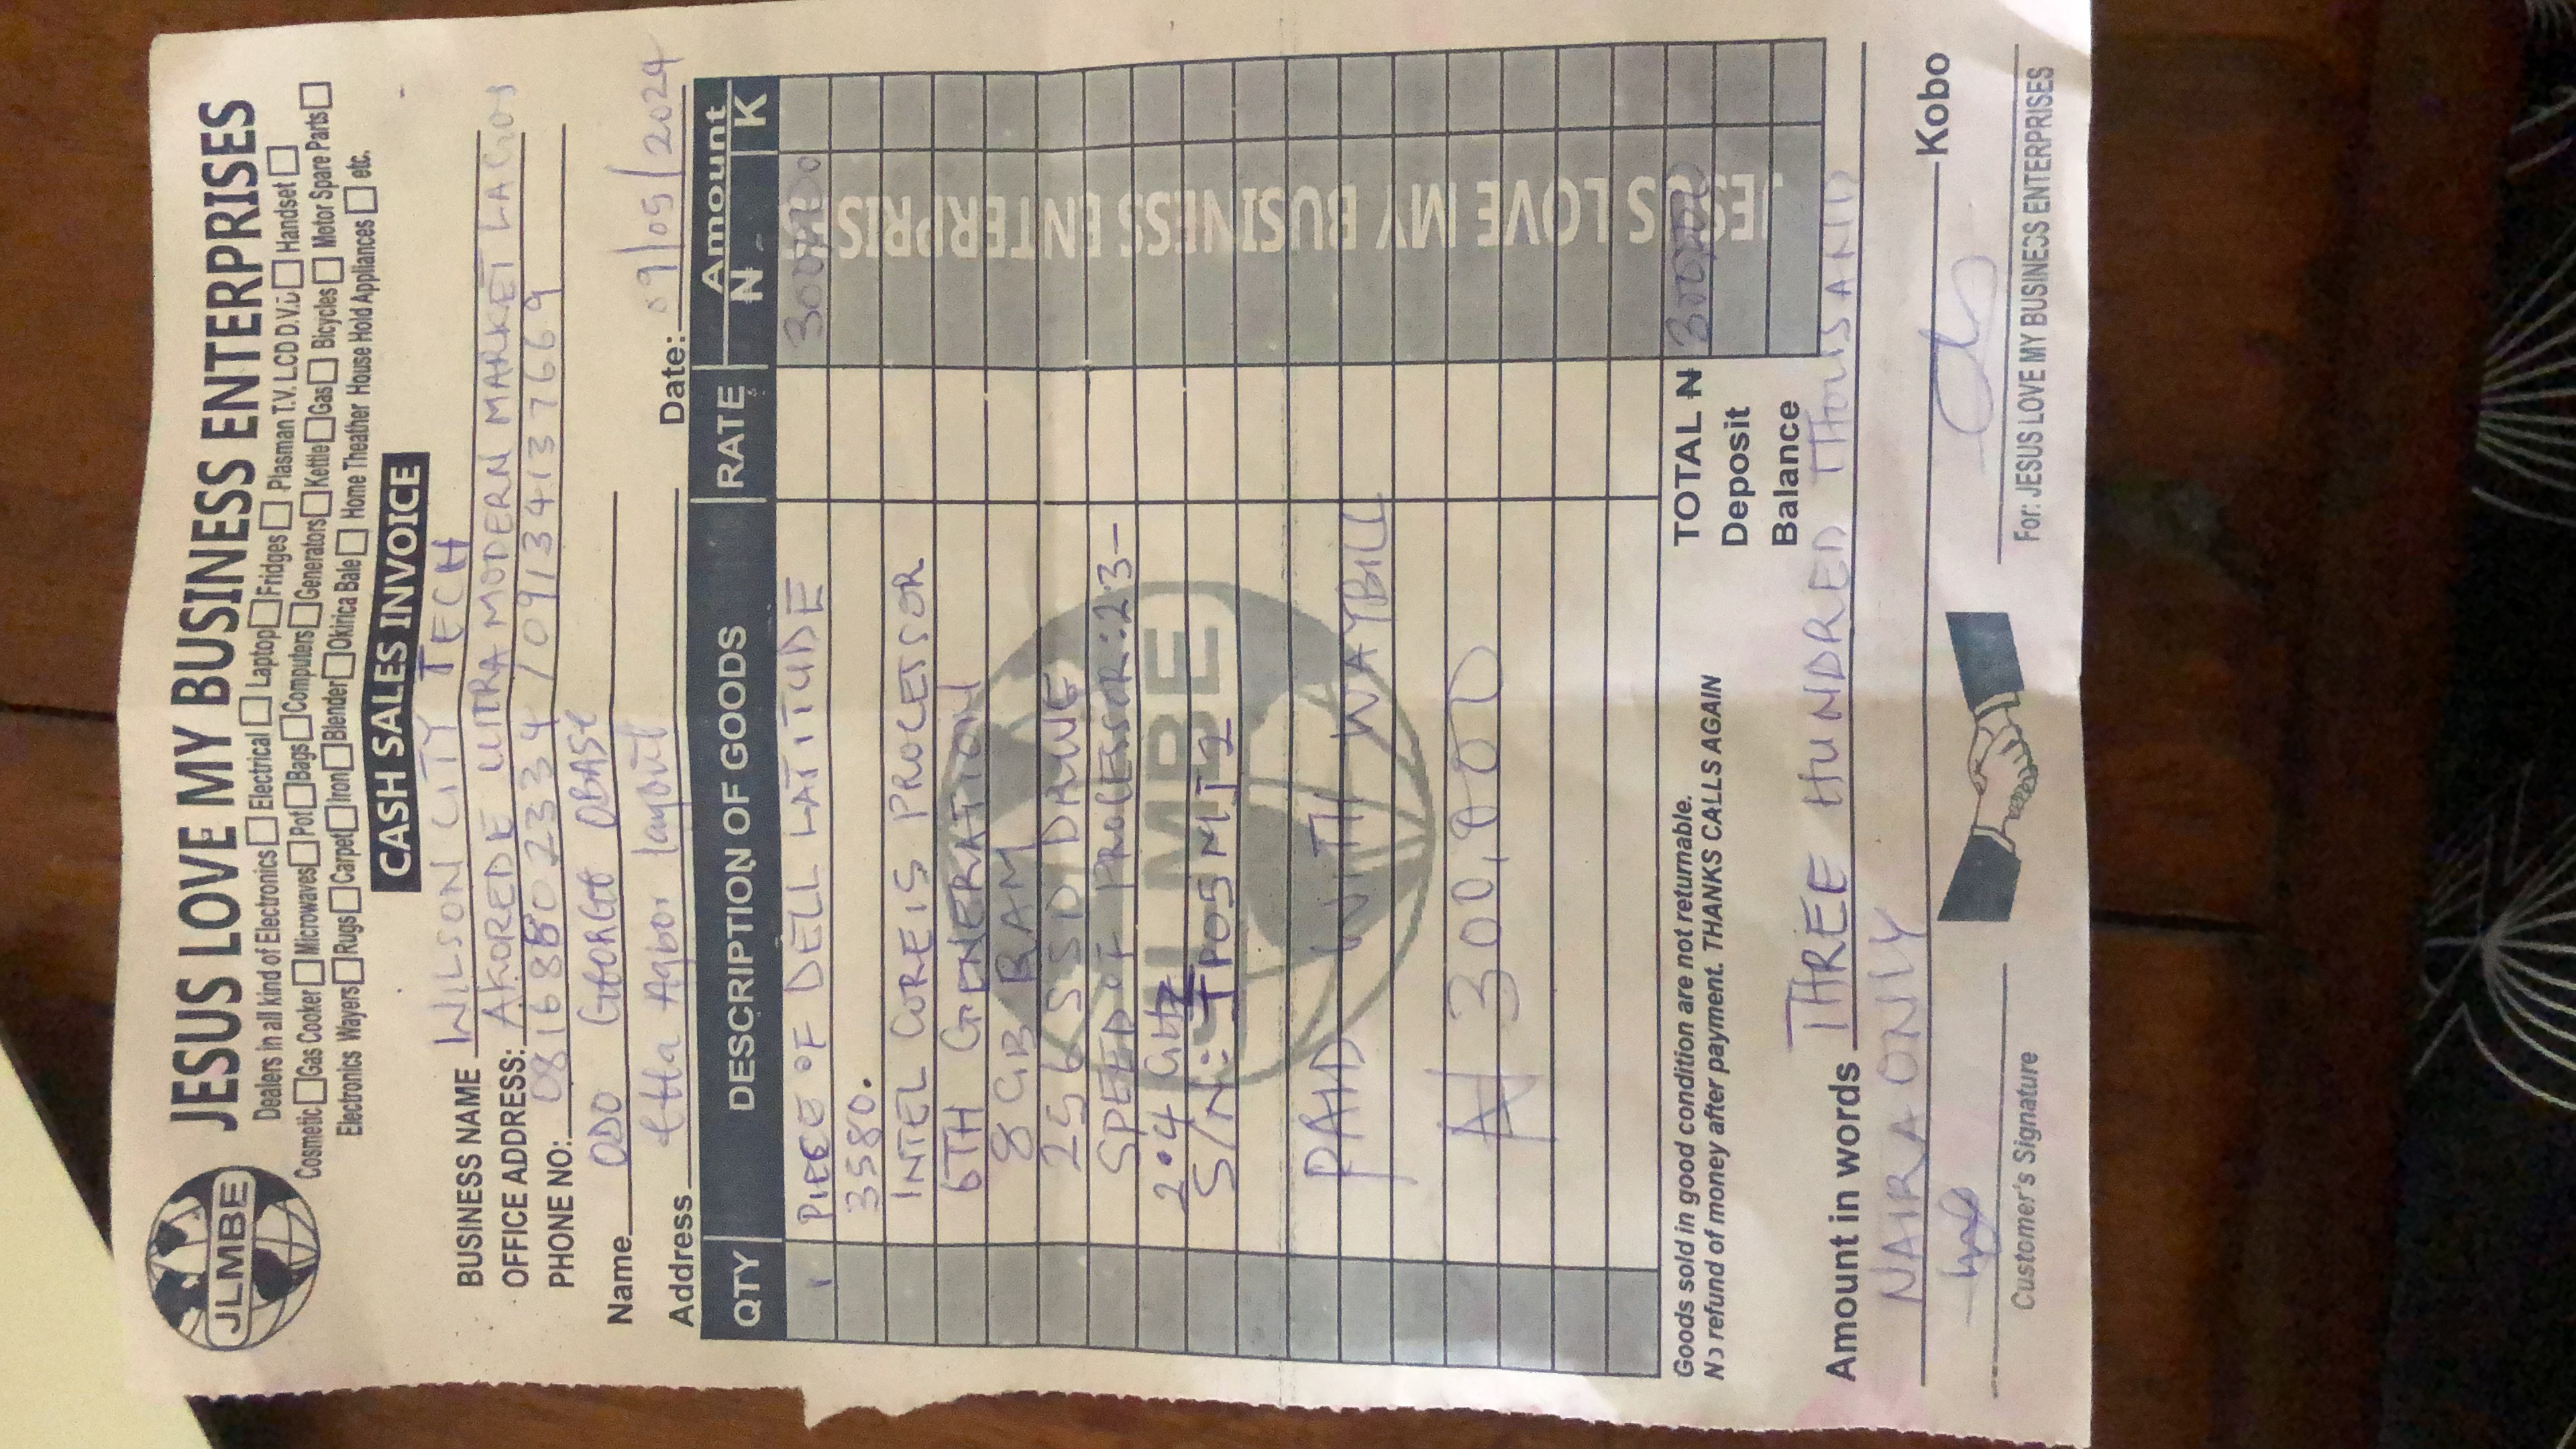 JLMBE
JESUS LOVE MY BUSINESS ENTERPRISES
Dealers in all kind of Electronics Electrical Laptop Fridges Plasman T.V. LCD D.V.D Handset
Cosmetic Gas Cooker Microwaves Pot Bags Computers Generators Kettle Gas Bicycles Motor Spare Parts
Electronics Wayers Rugs Carpet Iron Blender Okirica Bale Home Theather House Hold Appliances etc.
CASH SALES INVOICE
BUSINESS NAME WILSON CITY TECH
OFFICE ADDRESS: AKOREDE ULTRA MODERN MARKET LAGOS
PHONE NO: 08168802334 / 09134137669
Name ODO GEORGE OBASE
Address Etta Agbor layout Date: 09/05/2024
QTY DESCRIPTION OF GOODS RATE Amount
₦ K
1 PIECE OF DELL LATITUDE 300,000
3580.
INTEL CORE i5 PROCESSOR
6TH GENERATION
8GB RAM
256 SSD DRIVE
SPEED OF PROCESSOR: 2.3-
2.4 GHZ
S/N: JP05MJ2
PAID WITH WAYBILL
₦ 300,000
JLMBE
JESUS LOVE MY BUSINESS ENTERPRISES
Goods sold in good condition are not returnable.
No refund of money after payment. THANKS CALLS AGAIN
TOTAL ₦ 300,000
Deposit
Balance
Amount in words THREE HUNDRED THOUSAND
NAIRA ONLY Kobo
Customer's Signature
For: JESUS LOVE MY BUSINESS ENTERPRISES